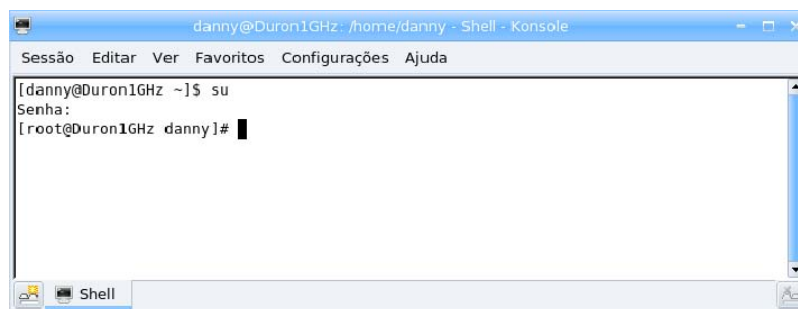 danny@Duron1GHz: /home/danny - Shell - Konsole
Sessão Editar Ver Favoritos Configurações Ajuda
[danny@Duron1GHz ~]$ su
Senha:
[root@Duron1GHz danny]#
Shell